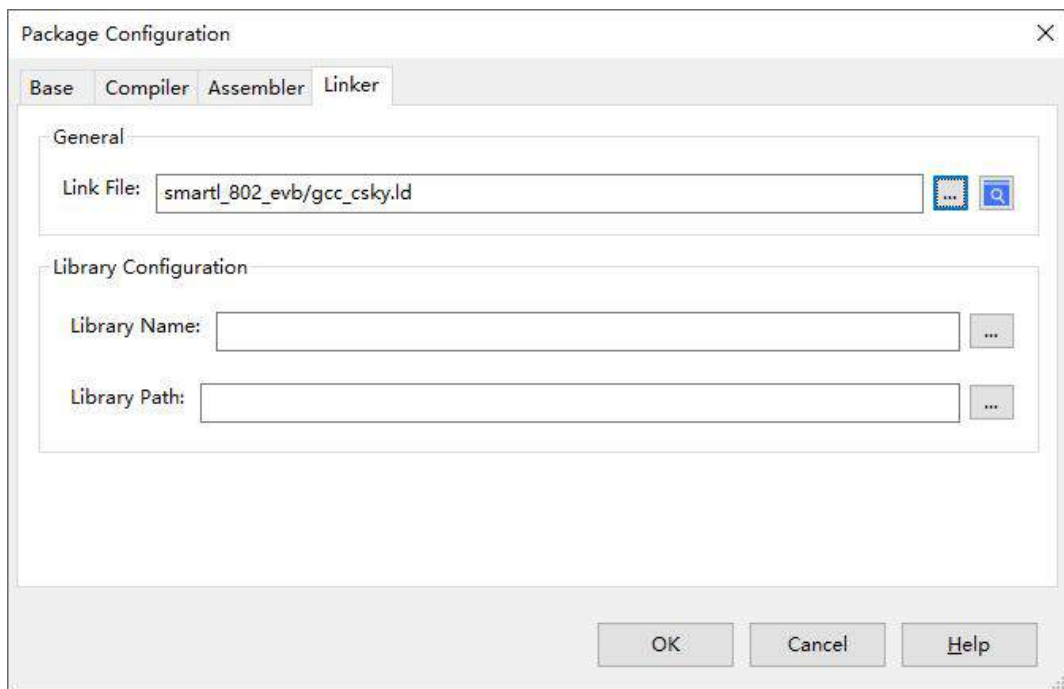 Package Configuration
Base Compiler Assembler Linker
General
Link File: smartl_802_evb/gcc_csky.ld ...
Library Configuration
Library Name: ...
Library Path: ...
OK Cancel Help